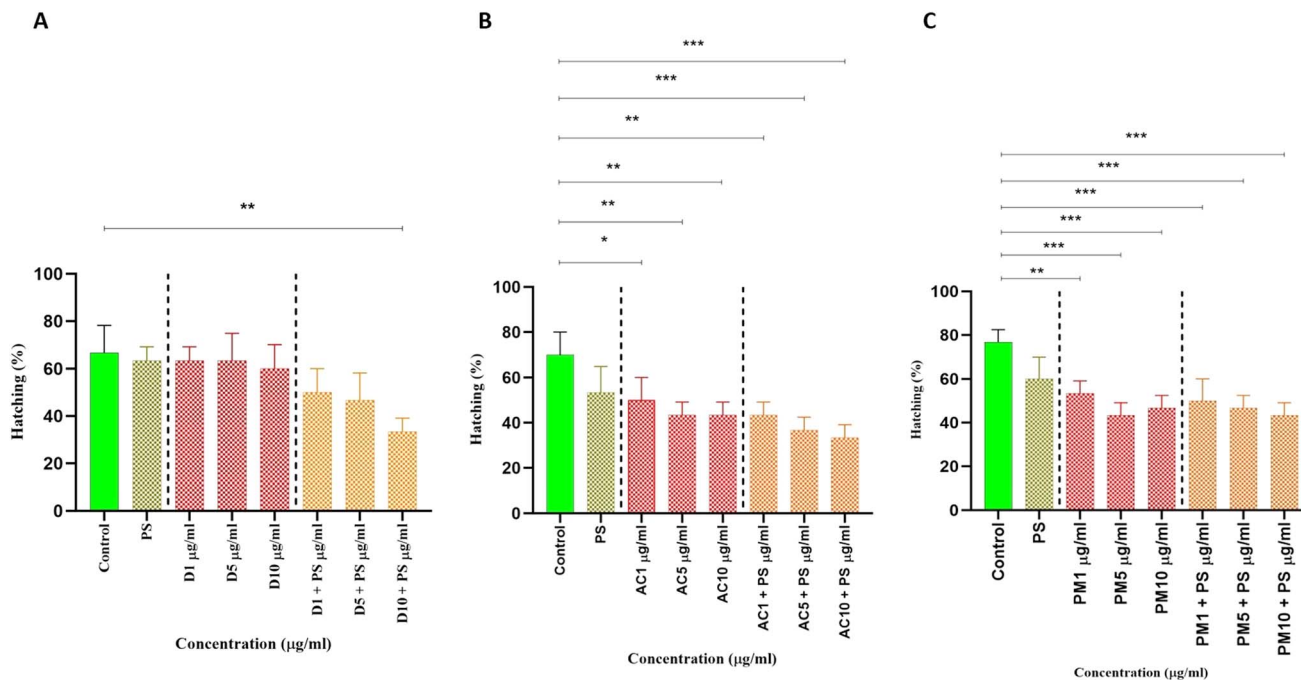 A
**
Hatching (%)
100
80
60
40
20
0
Control
PS
D1 μg/ml
D5 μg/ml
D10 μg/ml
D1 + PS μg/ml
D5 + PS μg/ml
D10 + PS μg/ml
Concentration (μg/ml)
B
***
***
**
**
**
*
Hatching (%)
100
80
60
40
20
0
Control
PS
AC1 μg/ml
AC5 μg/ml
AC10 μg/ml
AC1 + PS μg/ml
AC5 + PS μg/ml
AC10 + PS μg/ml
Concentration (μg/ml)
C
***
***
***
***
***
**
Hatching (%)
100
80
60
40
20
0
Control
PS
PM1 μg/ml
PM5 μg/ml
PM10 μg/ml
PM1 + PS μg/ml
PM5 + PS μg/ml
PM10 + PS μg/ml
Concentration (μg/ml)